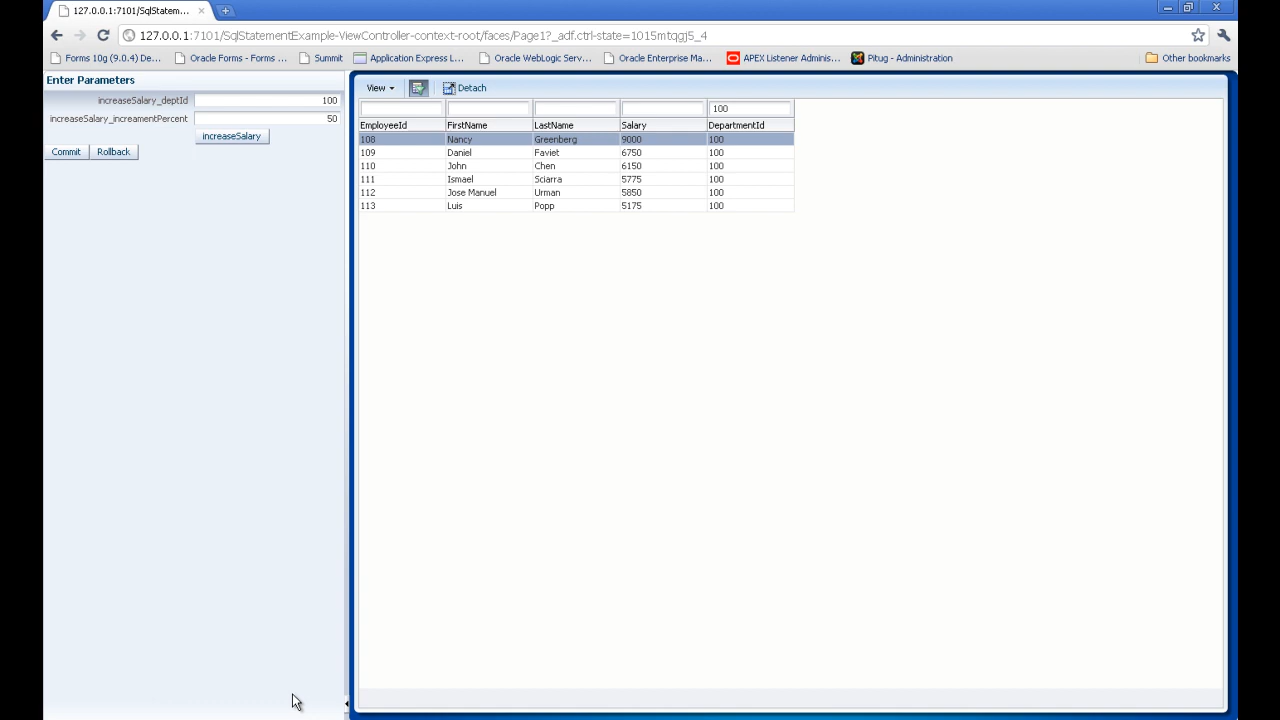 127.0.0.1:7101/SqlStatem...
127.0.0.1:7101/SqlStatementExample-ViewController-context-root/faces/Page1?_adf.ctrl-state=1015mtqgj5_4
Forms 10g (9.0.4) De... Oracle Forms - Forms ... Summit Application Express L... Oracle WebLogic Serv... Oracle Enterprise Ma... APEX Listener Adminis... Pitug - Administration Other bookmarks
Enter Parameters
increaseSalary_deptId 100
increaseSalary_increamentPercent 50
increaseSalary
Commit Rollback
View Detach
100
EmployeeId FirstName LastName Salary DepartmentId
108 Nancy Greenberg 9000 100
109 Daniel Faviet 6750 100
110 John Chen 6150 100
111 Ismael Sciarra 5775 100
112 Jose Manuel Urman 5850 100
113 Luis Popp 5175 100